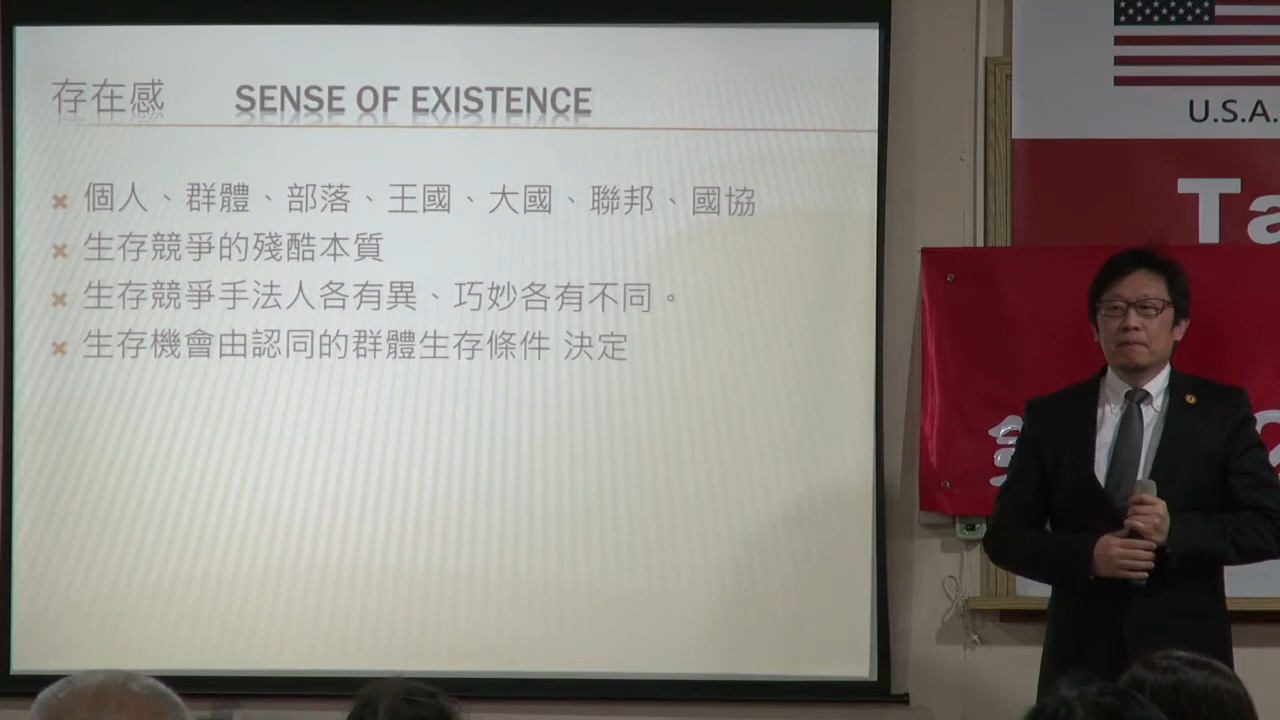 存在感 SENSE OF EXISTENCE
個人、群體、部落、王國、大國、聯邦、國協
生存競爭的殘酷本質
生存競爭手法人各有異、巧妙各有不同。
生存機會由認同的群體生存條件 決定
U.S.A.
Ta